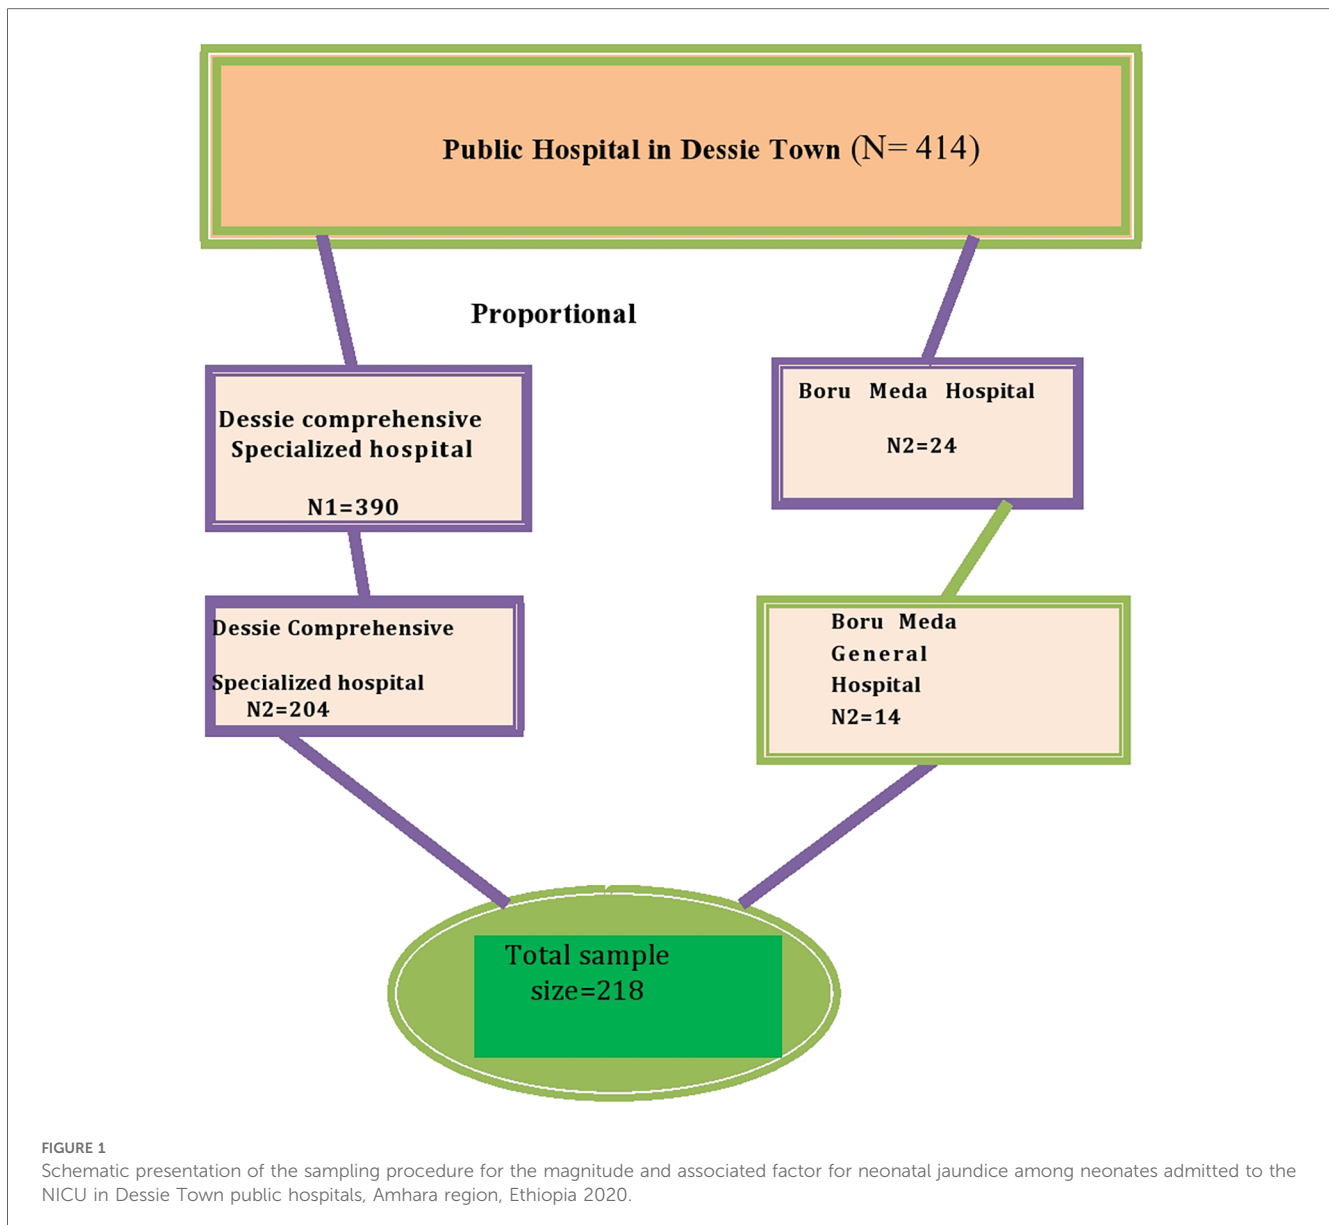 Public Hospital in Dessie Town (N= 414)
Proportional
Dessie comprehensive
Specialized hospital
N1=390
Boru Meda Hospital
N2=24
Dessie Comprehensive
Specialized hospital
N2=204
Boru Meda
General
Hospital
N2=14
Total sample
size=218
FIGURE 1
Schematic presentation of the sampling procedure for the magnitude and associated factor for neonatal jaundice among neonates admitted to the
NICU in Dessie Town public hospitals, Amhara region, Ethiopia 2020.